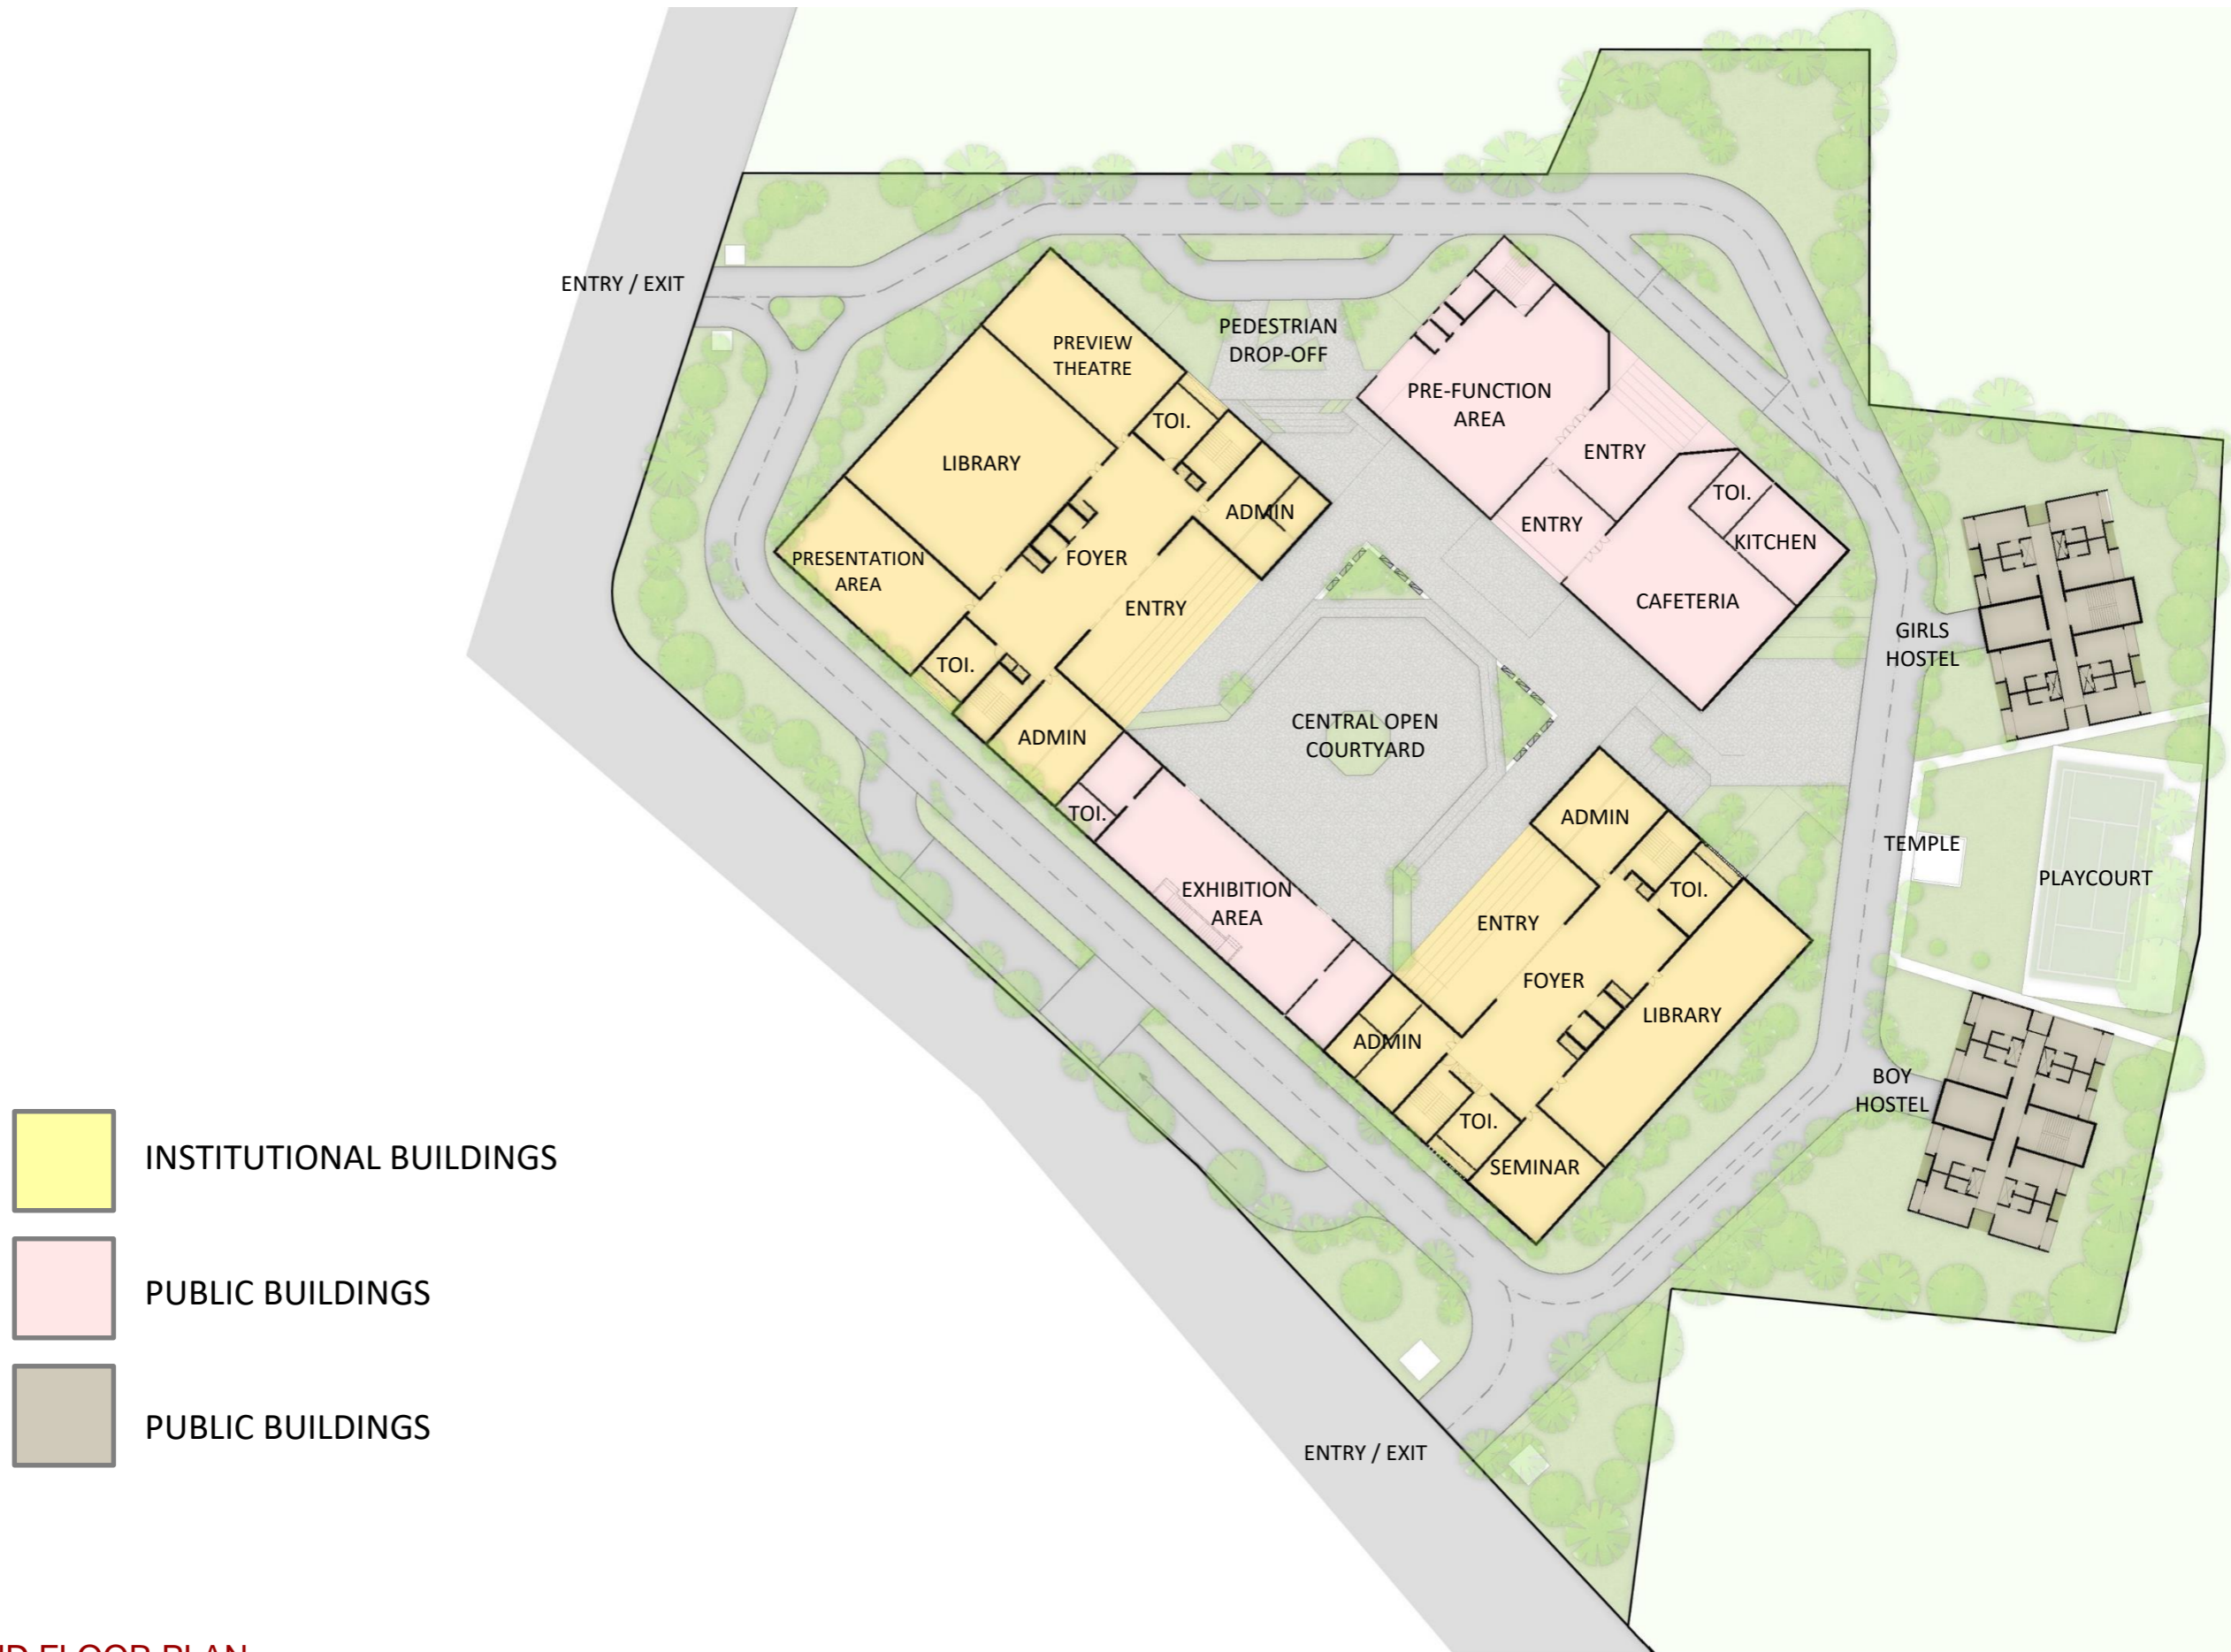 ENTRY / EXIT
PEDESTRIAN
DROP-OFF
PREVIEW
THEATRE
TOI.
LIBRARY
ADMIN
FOYER
PRESENTATION
AREA
ENTRY
TOI.
ADMIN
PRE-FUNCTION
AREA
ENTRY
TOI.
ENTRY
KITCHEN
CAFETERIA
GIRLS
HOSTEL
CENTRAL OPEN
COURTYARD
TOI.
EXHIBITION
AREA
ADMIN
TOI.
ENTRY
FOYER
LIBRARY
ADMIN
TOI.
SEMINAR
TEMPLE
PLAYCOURT
BOY
HOSTEL
ENTRY / EXIT
INSTITUTIONAL BUILDINGS
PUBLIC BUILDINGS
PUBLIC BUILDINGS
FLOOR PLAN